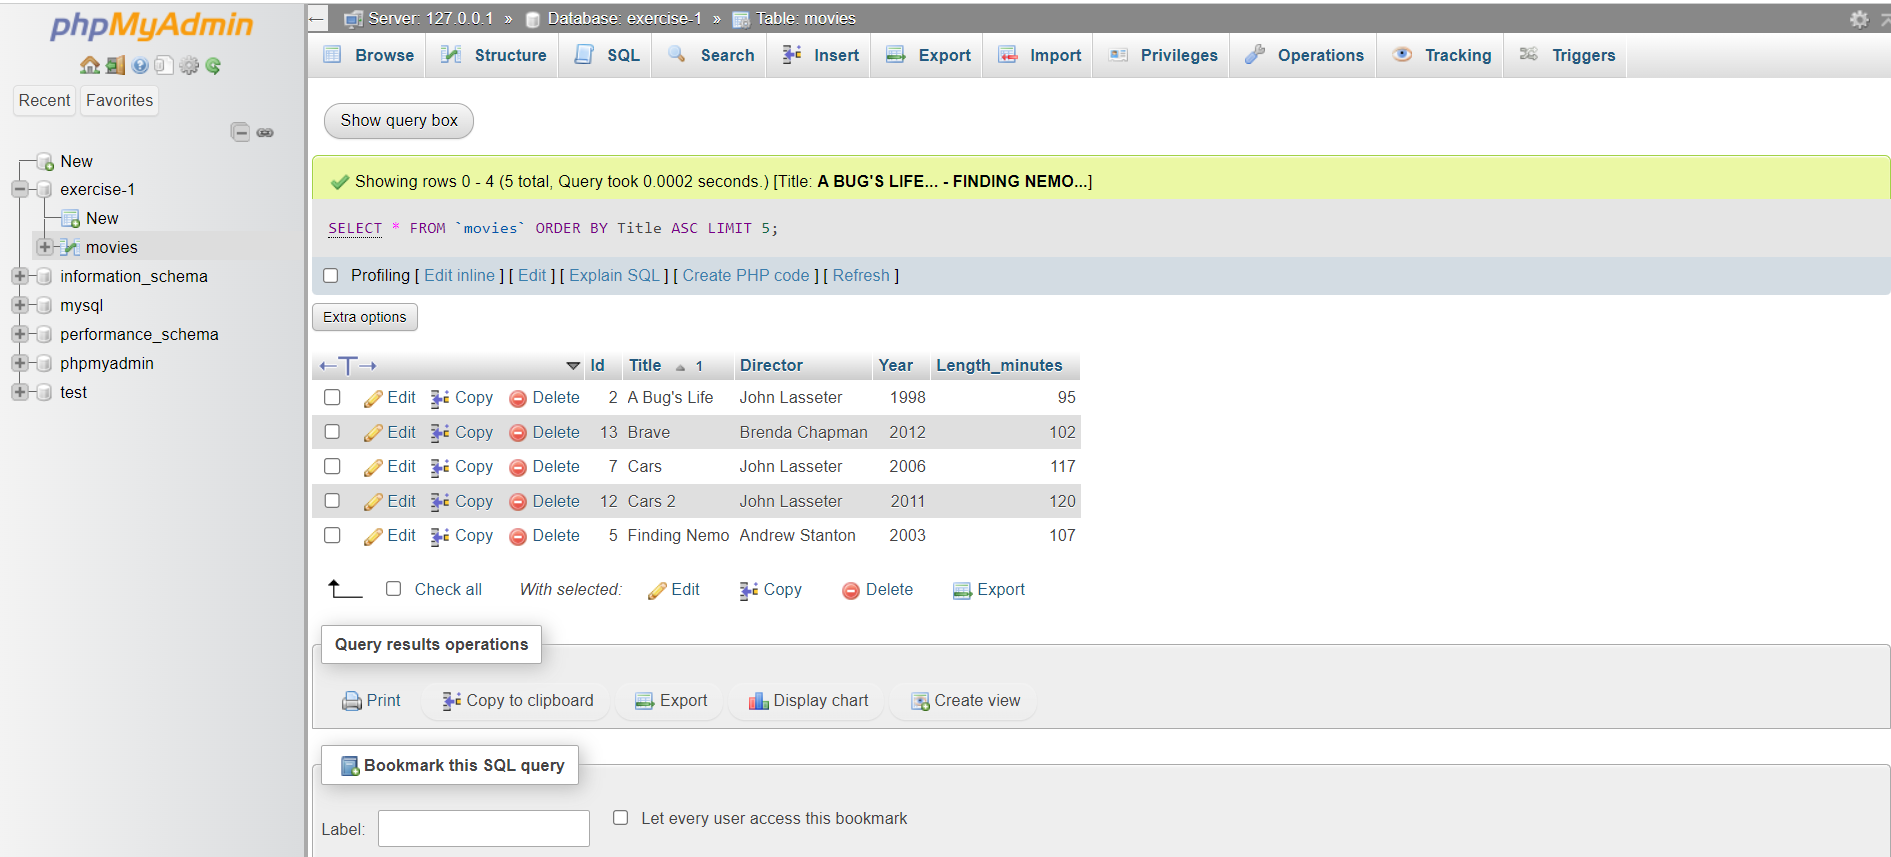 phpMyAdmin
Recent Favorites
New
exercise-1
New
movies
information_schema
mysql
performance_schema
phpmyadmin
test
Server: 127.0.0.1 » Database: exercise-1 » Table: movies
Browse Structure SQL Search Insert Export Import Privileges Operations Tracking Triggers
Show query box
Showing rows 0 - 4 (5 total, Query took 0.0002 seconds.) [Title: A BUG'S LIFE... - FINDING NEMO...]
SELECT * FROM `movies` ORDER BY Title ASC LIMIT 5;
Profiling [ Edit inline ] [ Edit ] [ Explain SQL ] [ Create PHP code ] [ Refresh ]
Extra options
←T→ Id Title 1 Director Year Length_minutes
Edit Copy Delete 2 A Bug's Life John Lasseter 1998 95
Edit Copy Delete 13 Brave Brenda Chapman 2012 102
Edit Copy Delete 7 Cars John Lasseter 2006 117
Edit Copy Delete 12 Cars 2 John Lasseter 2011 120
Edit Copy Delete 5 Finding Nemo Andrew Stanton 2003 107
Check all With selected: Edit Copy Delete Export
Query results operations
Print Copy to clipboard Export Display chart Create view
Bookmark this SQL query
Label: Let every user access this bookmark